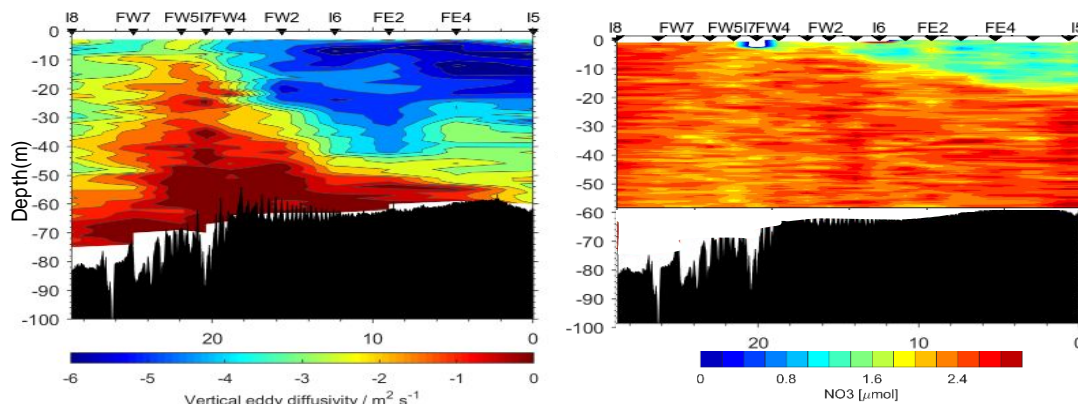 I8 FW7 FW5I7FW4 FW2 I6 FE2 FE4 I5
0
-10
-20
-30
-40
-50
-60
-70
-80
-90
-100
Depth(m)
20 10 0
-6 -5 -4 -3 -2 -1 0
Vertical eddy diffusivity / m² s⁻¹
I8 FW7 FW5I7FW4 FW2 I6 FE2 FE4 I5
0
-10
-20
-30
-40
-50
-60
-70
-80
-90
-100
20 10 0
0 0.8 1.6 2.4
NO3 [μmol]